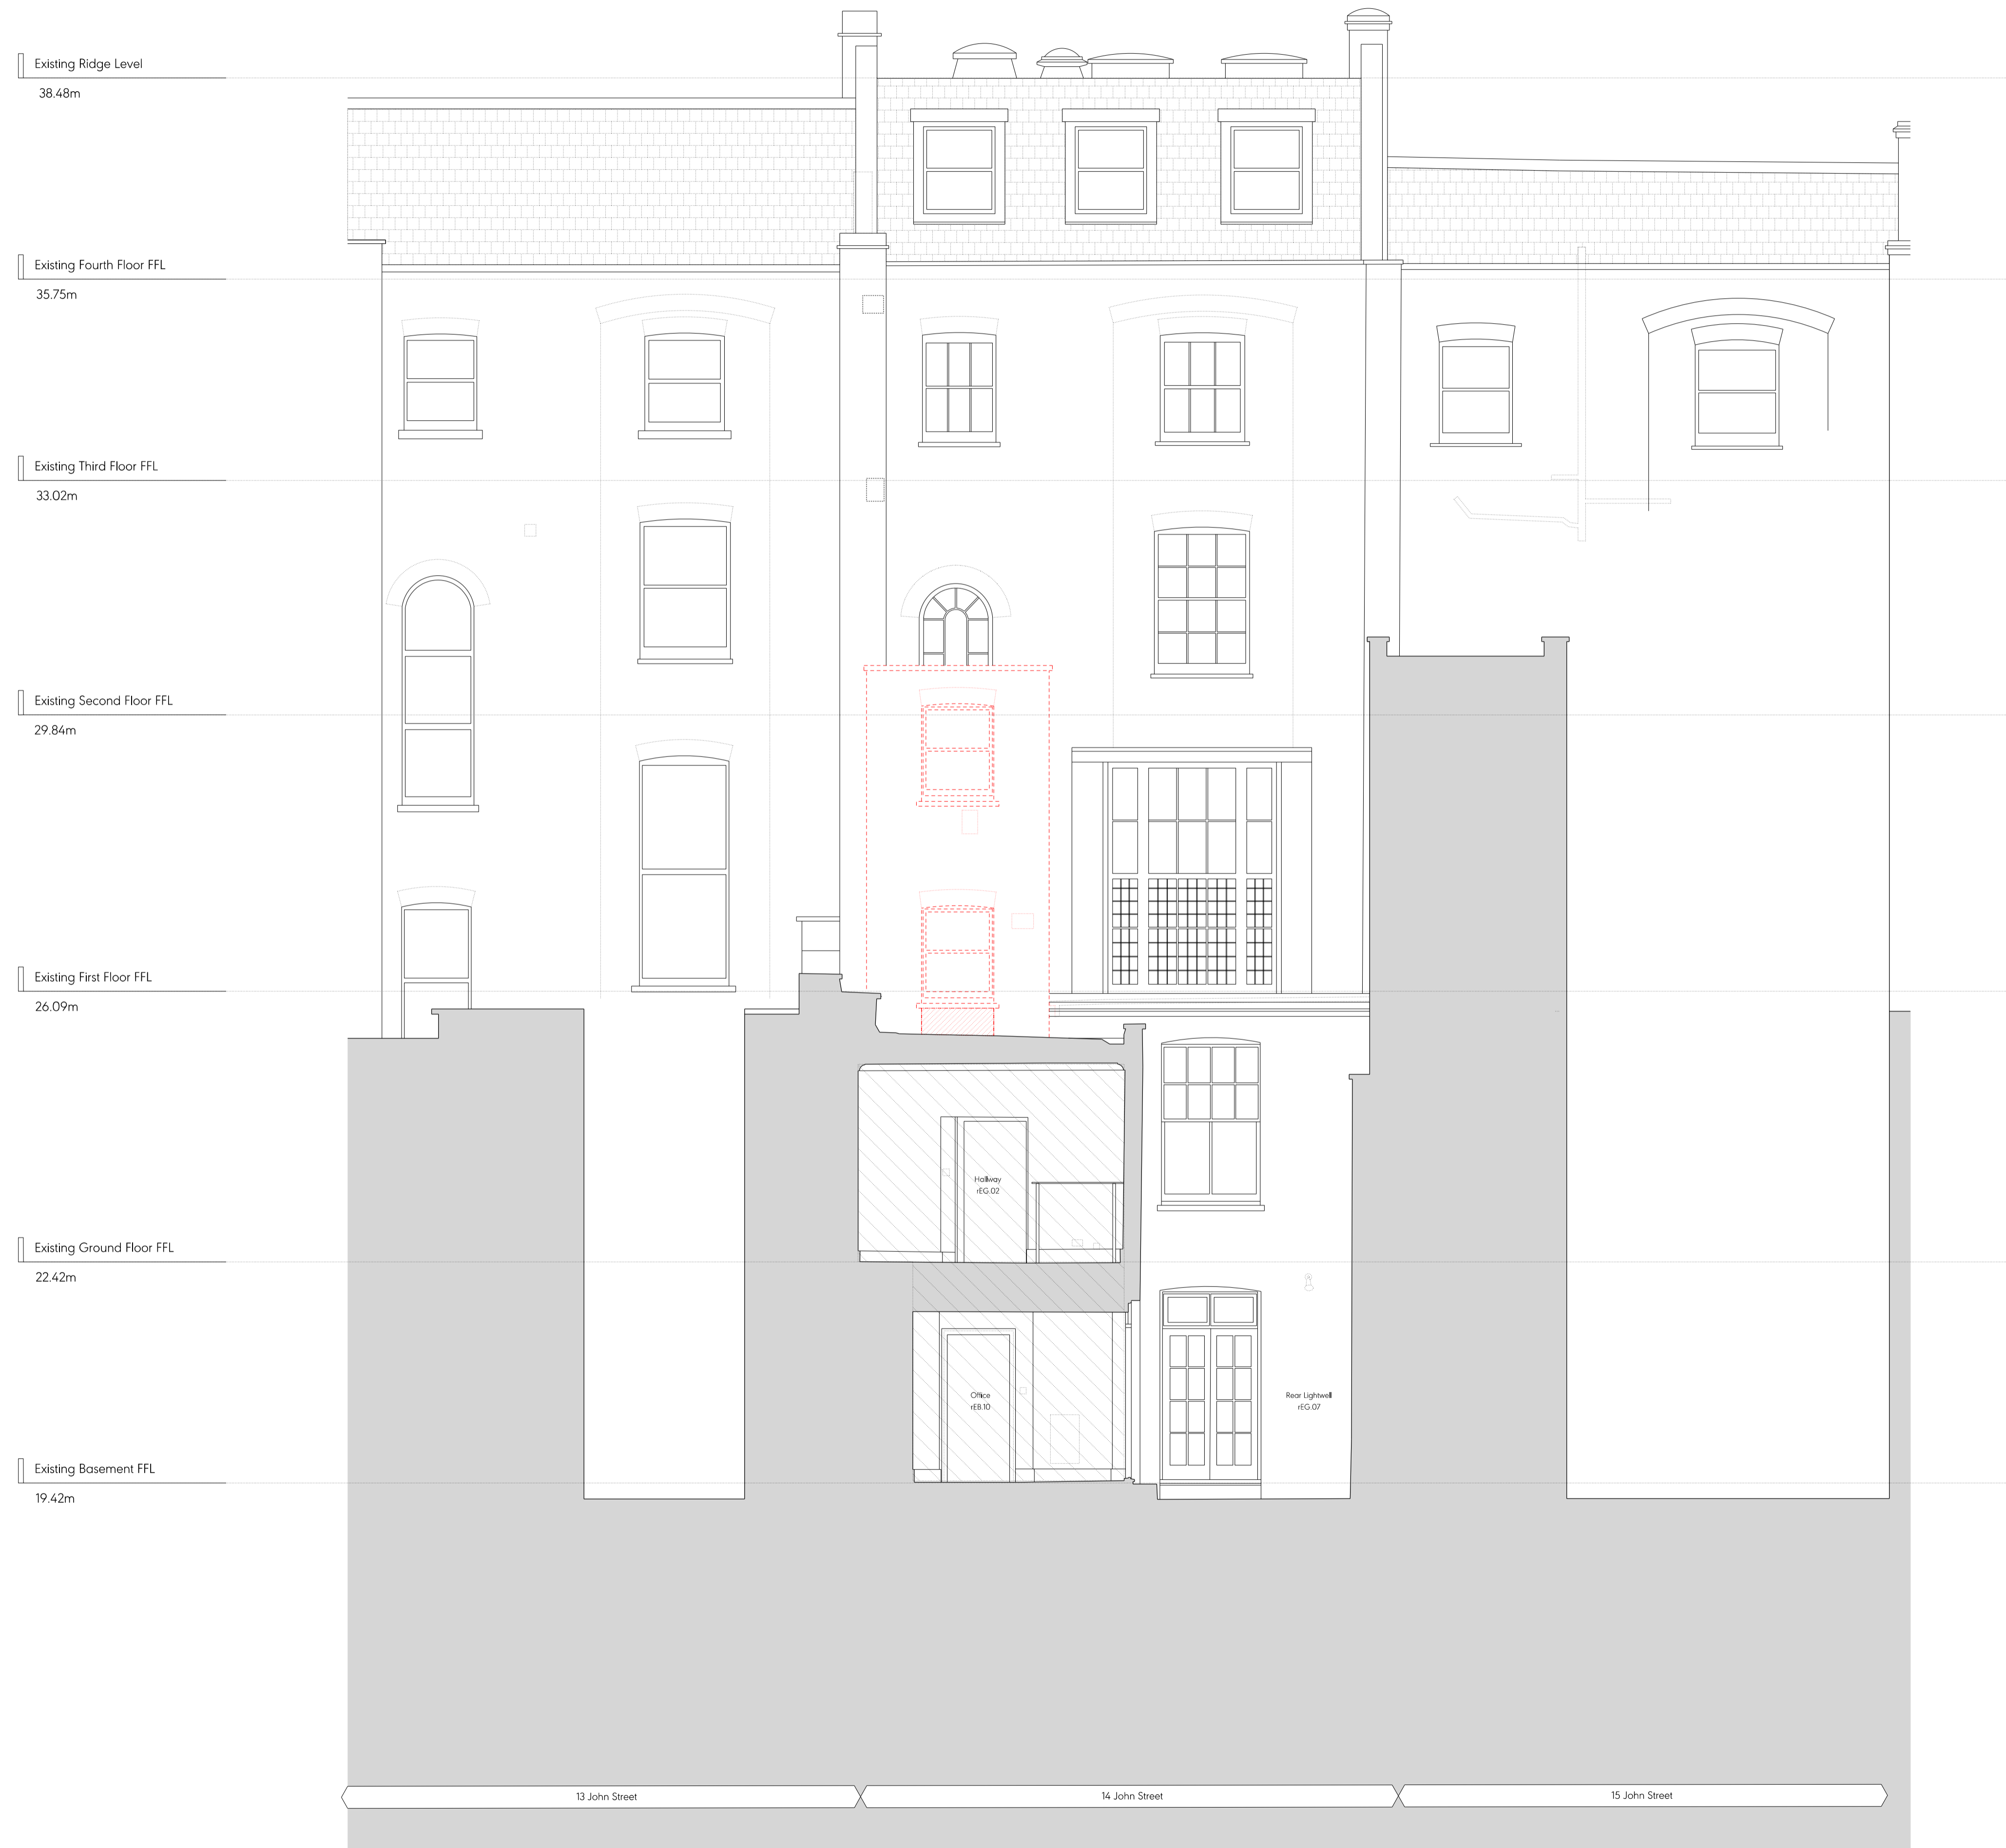 Existing Ridge Level
38.48m
Existing Fourth Floor FFL
35.75m
Existing Third Floor FFL
33.02m
Existing Second Floor FFL
29.84m
Existing First Floor FFL
26.09m
Hallway
rEG.02
Existing Ground Floor FFL
22.42m
Office
rEB.10
Rear Lightwell
rEG.07
Existing Basement FFL
19.42m
13 John Street
14 John Street
15 John Street